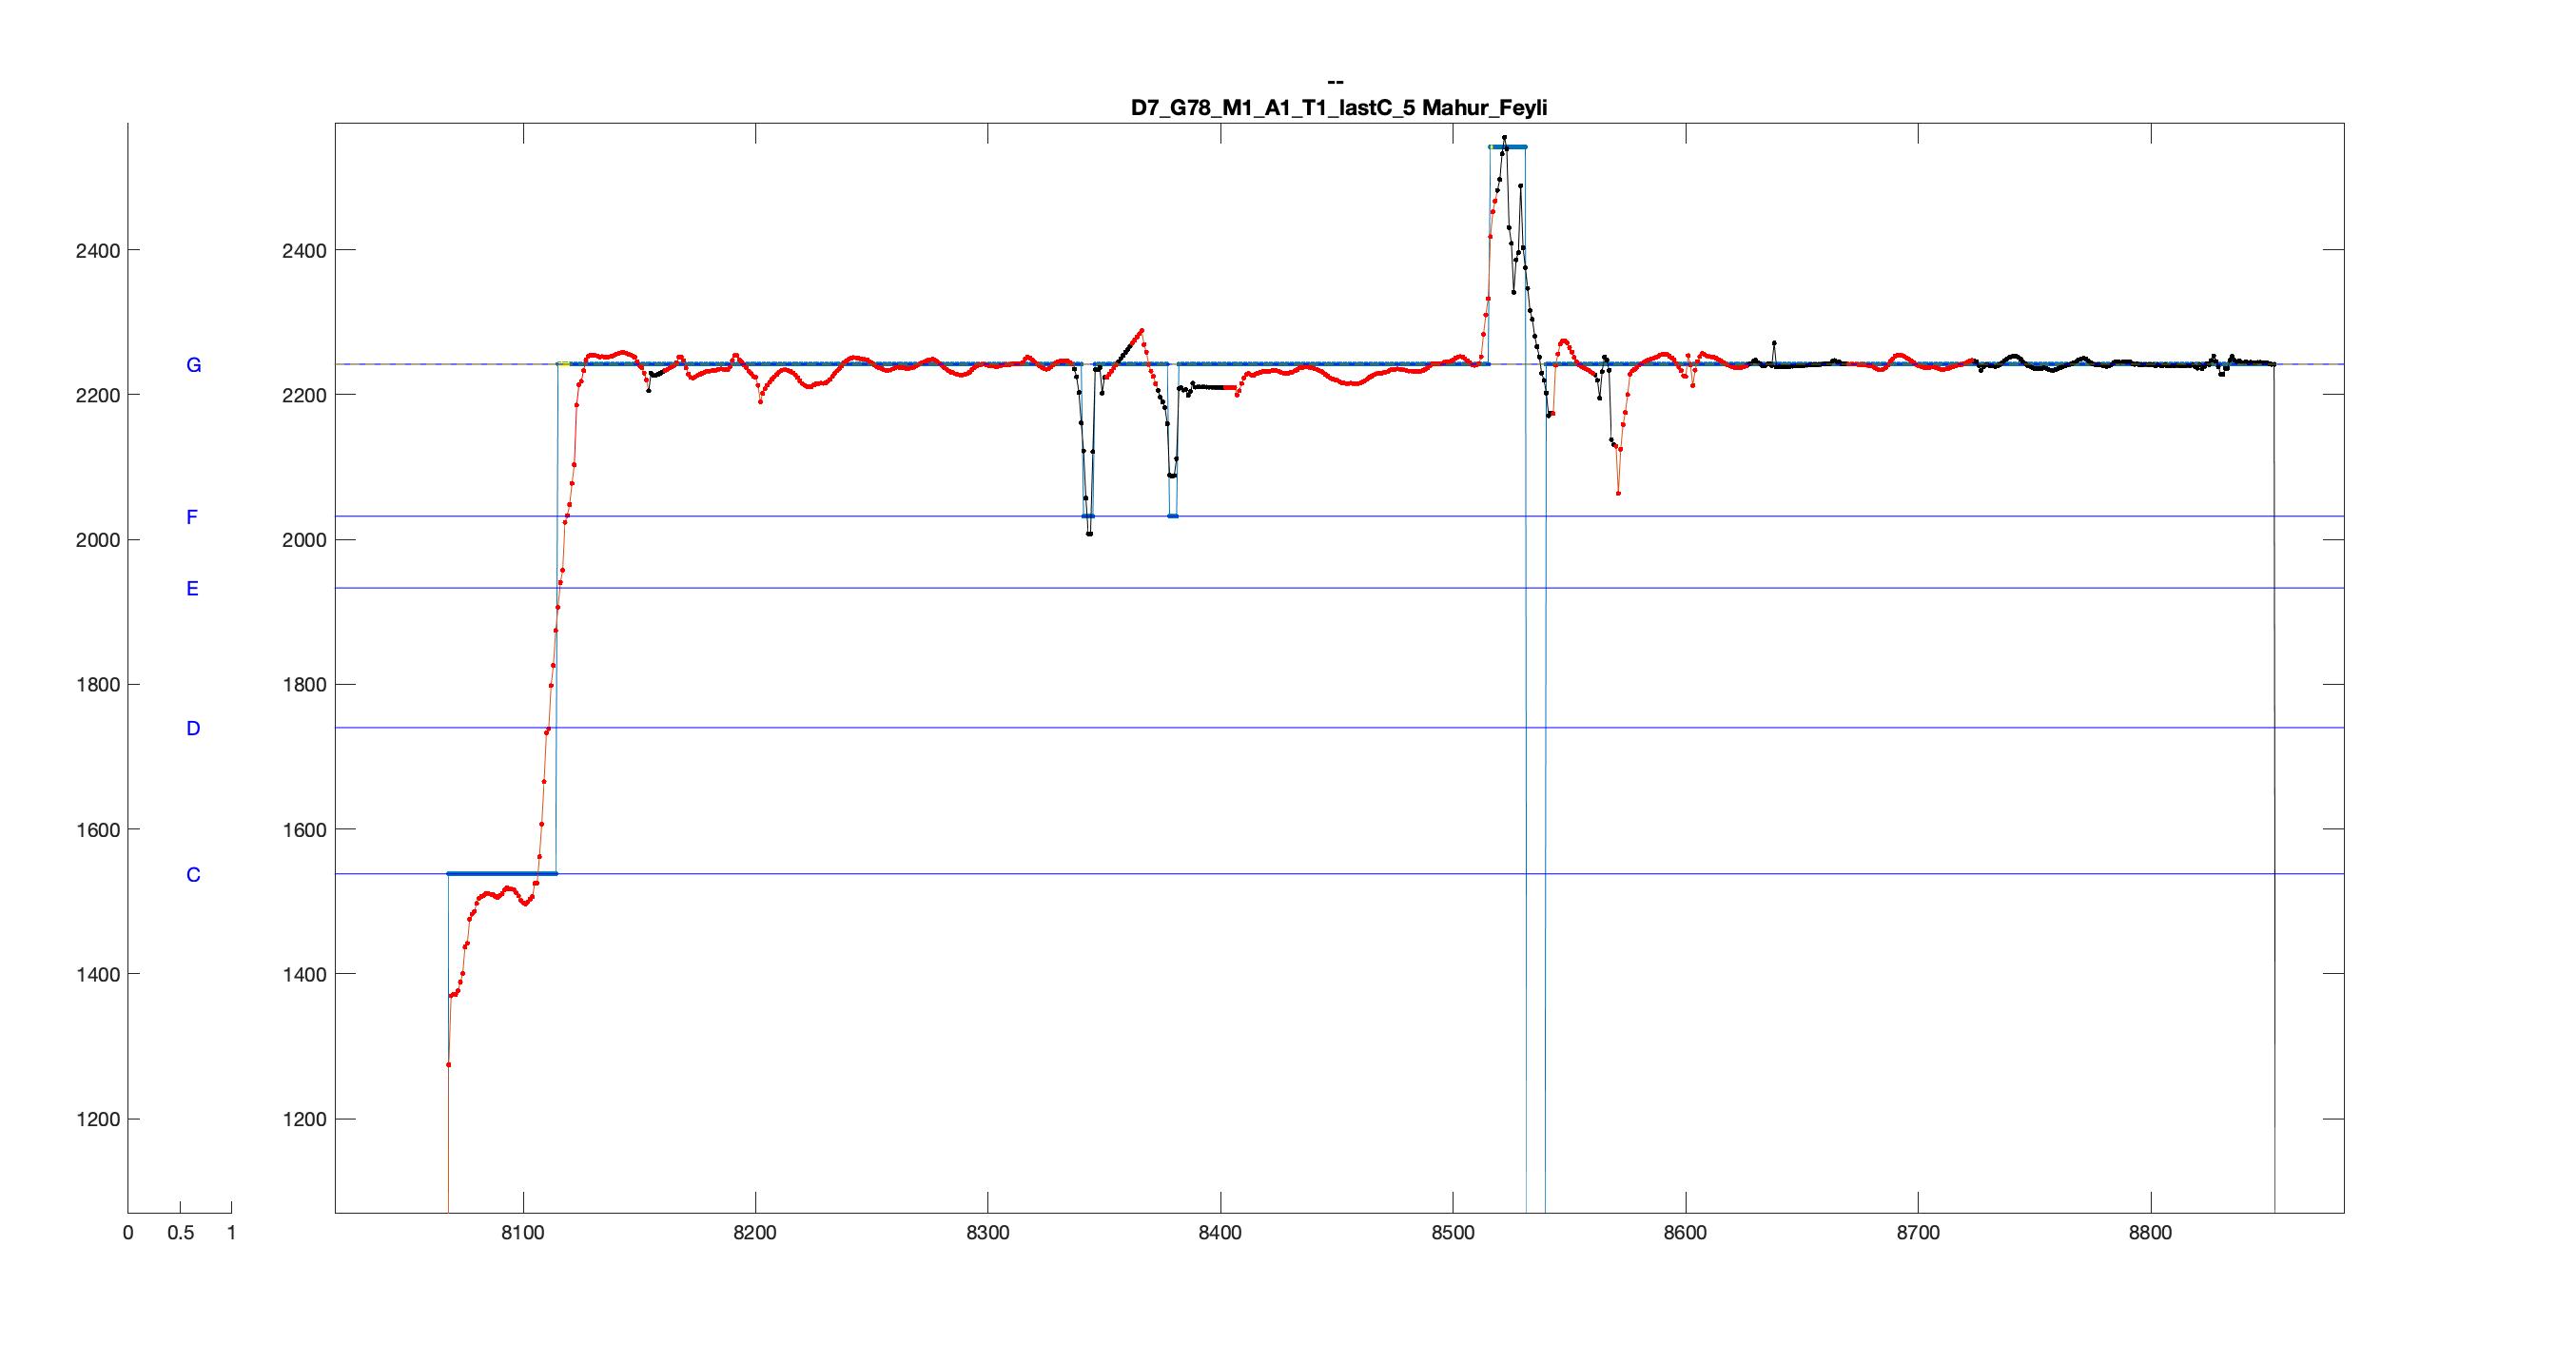 --
D7_G78_M1_A1_T1_lastC_5 Mahur_Feyli
2400 2400
G
2200 2200
F
2000 2000
E
1800 1800
D
1600 1600
C
1400 1400
1200 1200
0 0.5 1 8100 8200 8300 8400 8500 8600 8700 8800